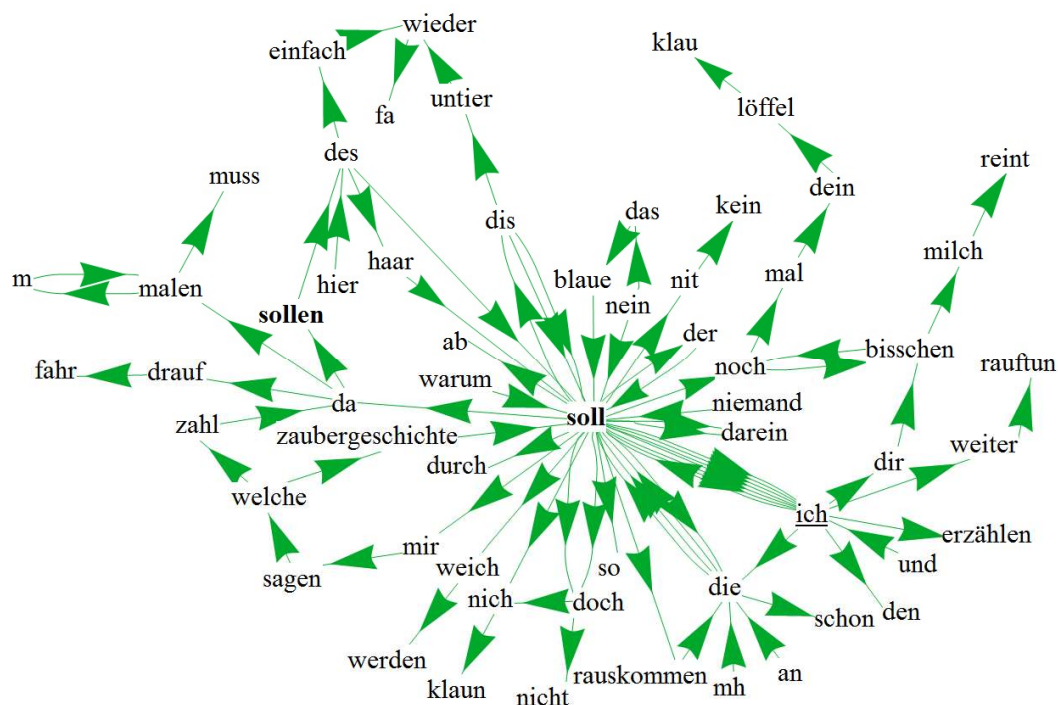 wieder
klau
einfach
fa
untier
löffel
des
muss
reint
dein
dis
das
kein
haar
milch
m
malen
hier
blaue
nein
nit
mal
sollen
der
ab
bisschen
fahr
drauf
noch
rauftun
warum
da
soll
niemand
zahl
zaubergeschichte
darein
durch
weiter
dir
welche
ich
erzählen
mir
und
sagen
weich
so
die
nich
doch
schon
den
werden
rauskommen
an
klaun
nicht
mh